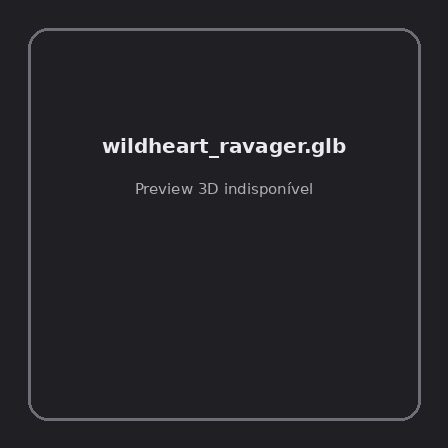 wildheart_ravager.glb
Preview 3D indisponível